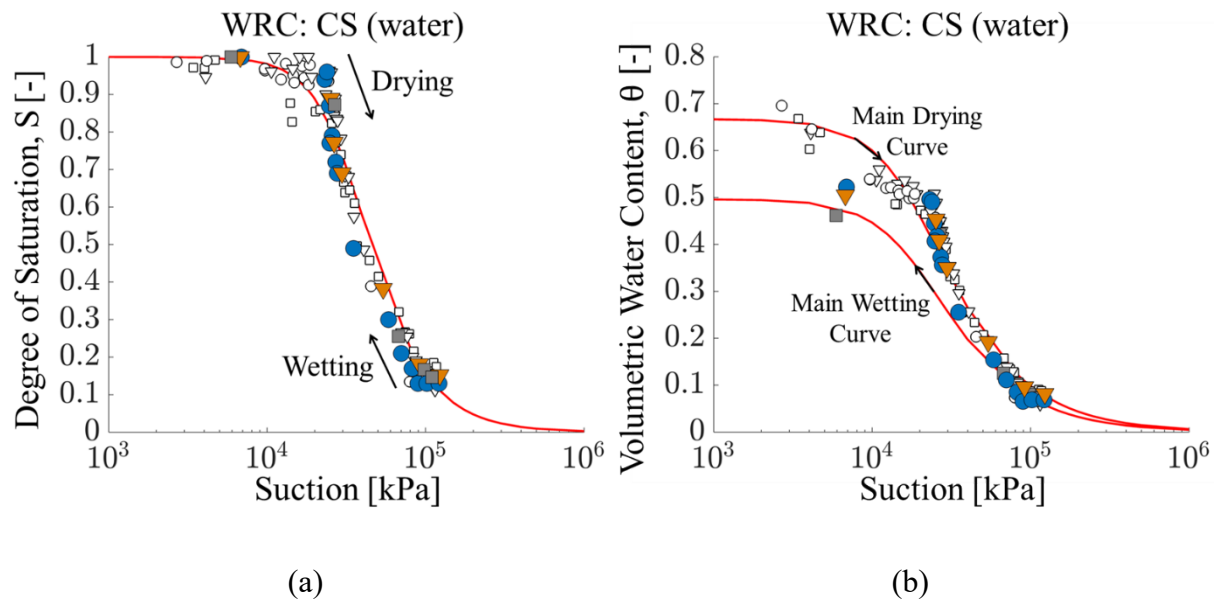 WRC: CS (water)
Degree of Saturation, S [-]
1
0.9
0.8
0.7
0.6
0.5
0.4
0.3
0.2
0.1
0
Drying
Wetting
10³ 10⁴ 10⁵ 10⁶
Suction [kPa]
(a)
WRC: CS (water)
Volumetric Water Content, θ [-]
0.8
0.7
0.6
0.5
0.4
0.3
0.2
0.1
0
Main Drying
Curve
Main Wetting
Curve
10³ 10⁴ 10⁵ 10⁶
Suction [kPa]
(b)